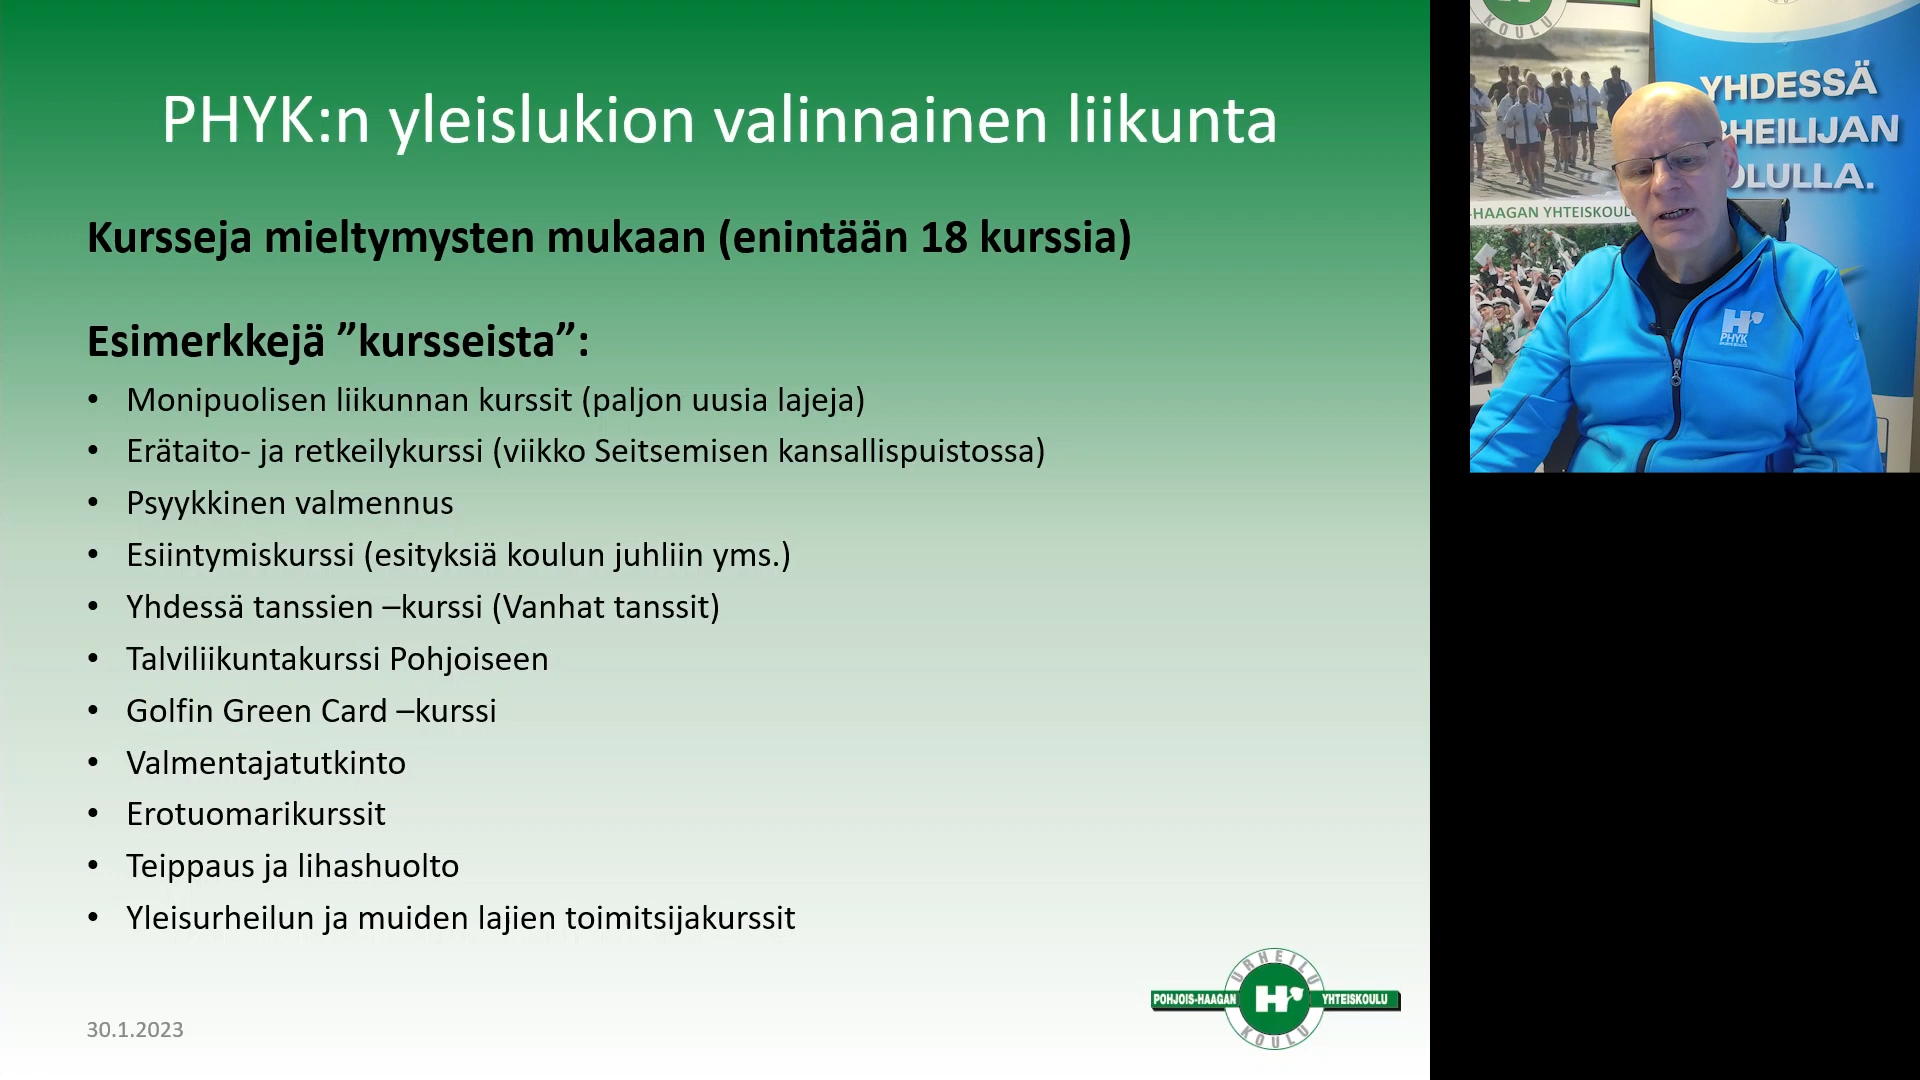 PHYK:n yleislukion valinnainen liikunta
Kursseja mieltymysten mukaan (enintään 18 kurssia)
Esimerkkejä ”kursseista”:
• Monipuolisen liikunnan kurssit (paljon uusia lajeja)
• Erätaito- ja retkeilykurssi (viikko Seitsemisen kansallispuistossa)
• Psyykkinen valmennus
• Esiintymiskurssi (esityksiä koulun juhliin yms.)
• Yhdessä tanssien –kurssi (Vanhat tanssit)
• Talviliikuntakurssi Pohjoiseen
• Golfin Green Card –kurssi
• Valmentajatutkinto
• Erotuomarikurssit
• Teippaus ja lihashuolto
• Yleisurheilun ja muiden lajien toimitsijakurssit
30.1.2023
URHEILU
POHJOIS-HAAGAN H YHTEISKOULU
KOULU
KOULU
YHDESSÄ
HEILIJAN
OLULLA.
-HAAGAN YHTEISKOUL
H
PHYK